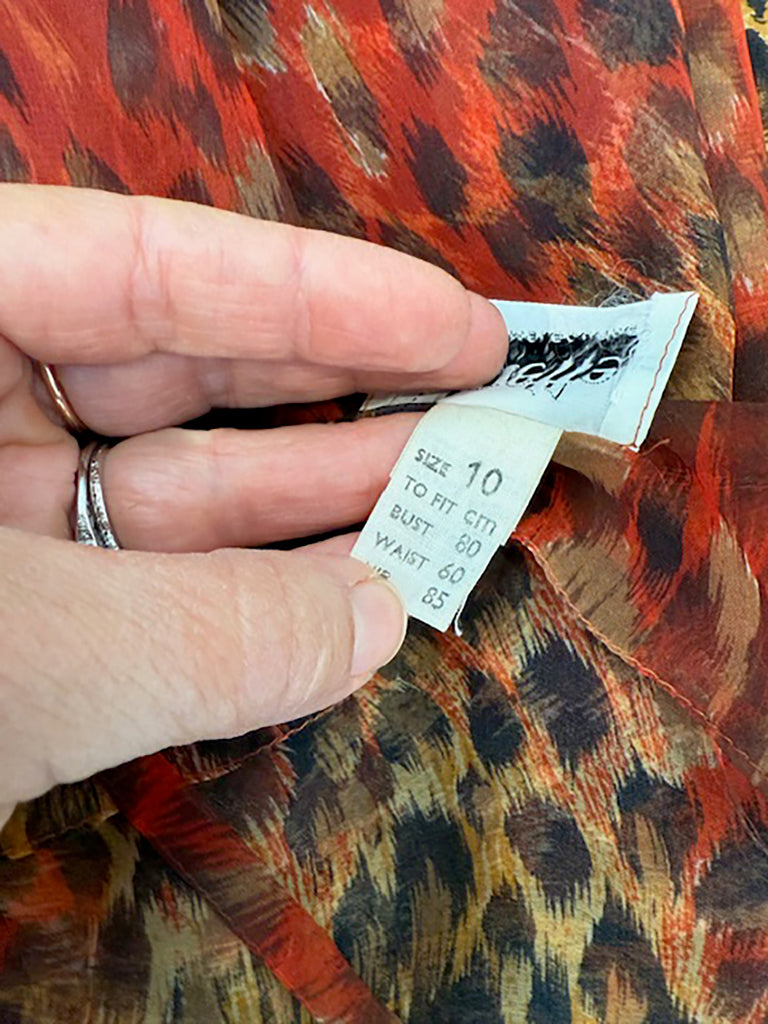 SIZE 10
TO FIT cm
BUST 80
WAIST 60
85